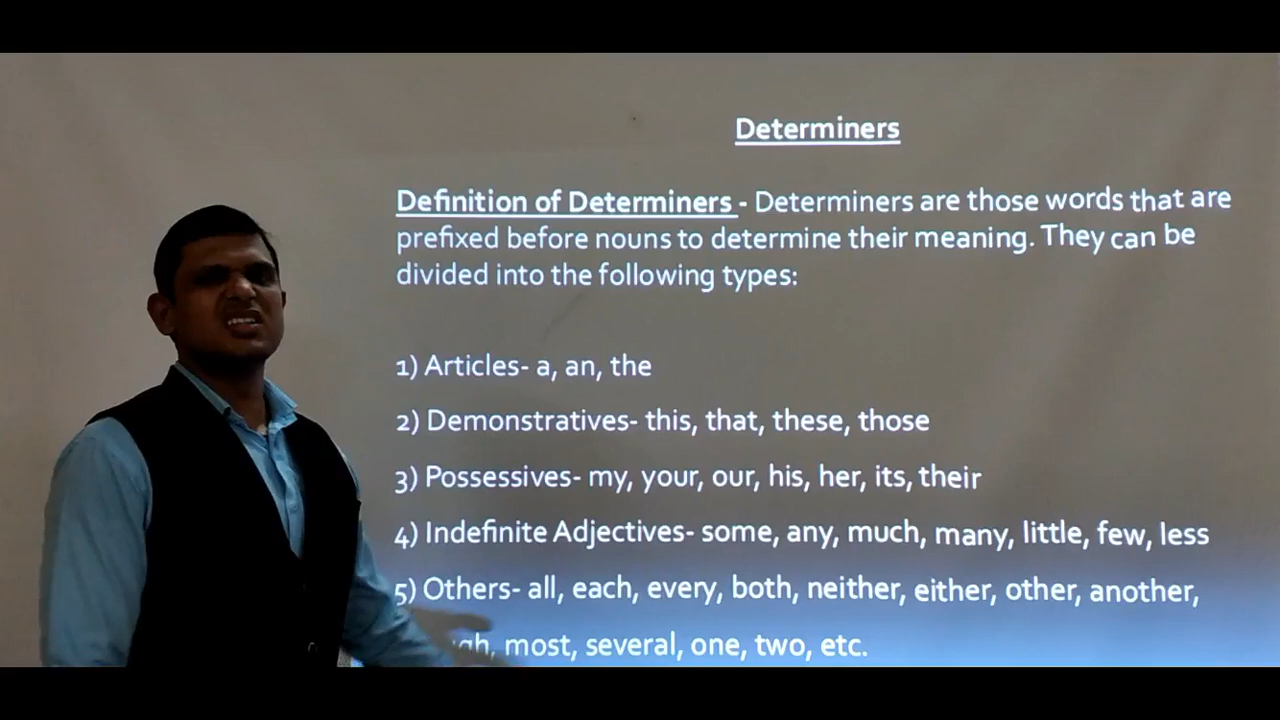 Determiners
Definition of Determiners - Determiners are those words that are
prefixed before nouns to determine their meaning. They can be
divided into the following types:
1) Articles- a, an, the
2) Demonstratives- this, that, these, those
3) Possessives- my, your, our, his, her, its, their
4) Indefinite Adjectives- some, any, much, many, little, few, less
5) Others- all, each, every, both, neither, either, other, another,
most, several, one, two, etc.